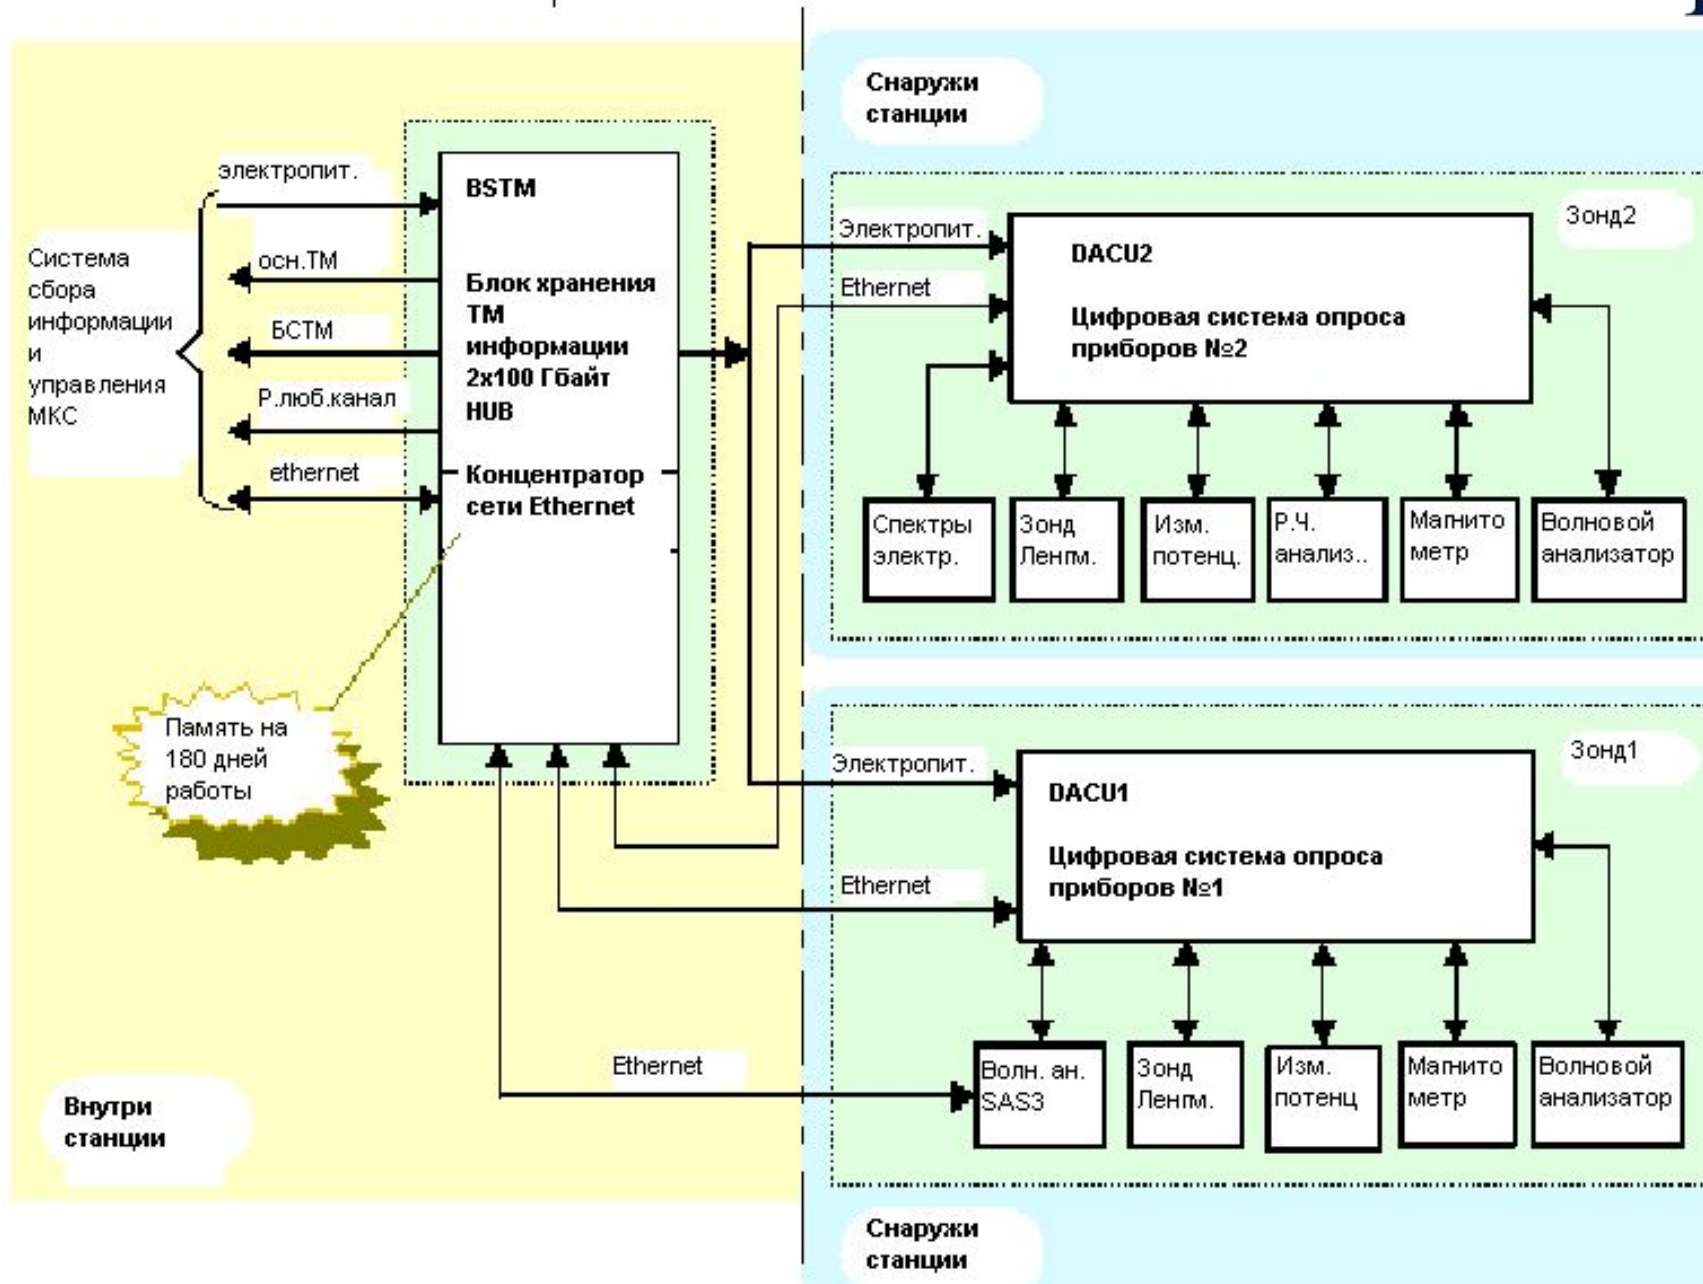 Снаружи
станции
электропит.
осн.ТМ
БСТМ
Р.люб.канал
ethernet
Система
сбора
информации
и
управления
МКС
BSTM
Блок хранения
ТМ
информации
2x100 Гбайт
HUB
Концентратор
сети Ethernet
Память на
180 дней
работы
Внутри
станции
Электропит.
Ethernet
Зонд2
DACU2
Цифровая система опроса
приборов №2
Спектры
электр.
Зонд
Ленгм.
Изм.
потенц.
Р.Ч.
анализ..
Магнито
метр
Волновой
анализатор
Электропит.
Ethernet
Ethernet
Зонд1
DACU1
Цифровая система опроса
приборов №1
Волн. ан.
SAS3
Зонд
Ленгм.
Изм.
потенц
Магнито
метр
Волновой
анализатор
Снаружи
станции